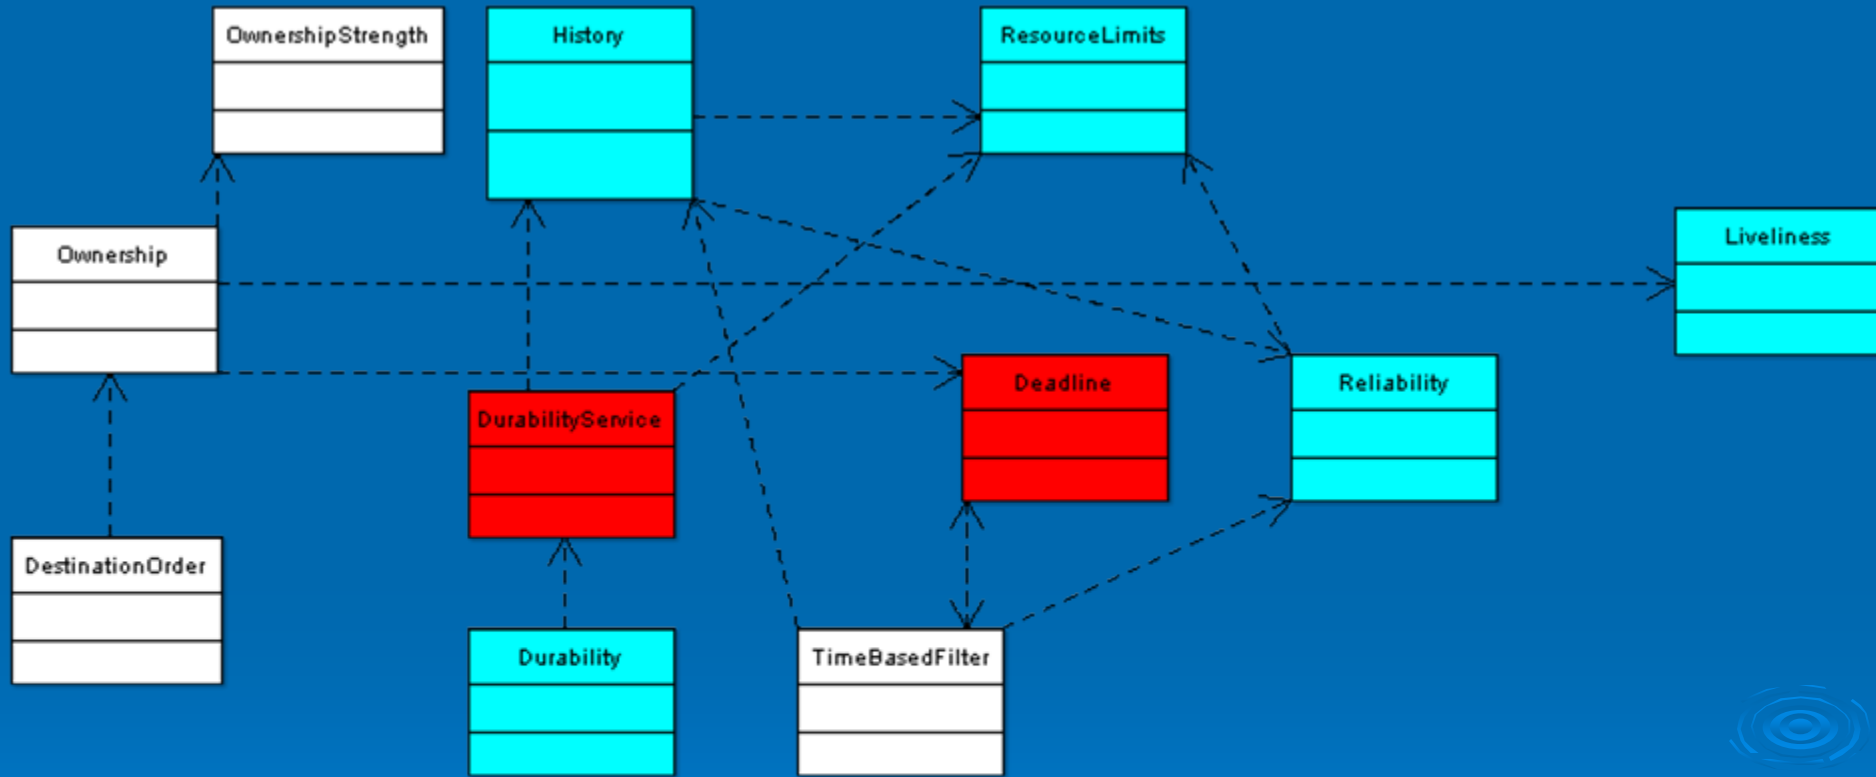 OwnershipStrength
History
ResourceLimits
Ownership
Liveliness
DurabilityService
Deadline
Reliability
DestinationOrder
Durability
TimeBasedFilter